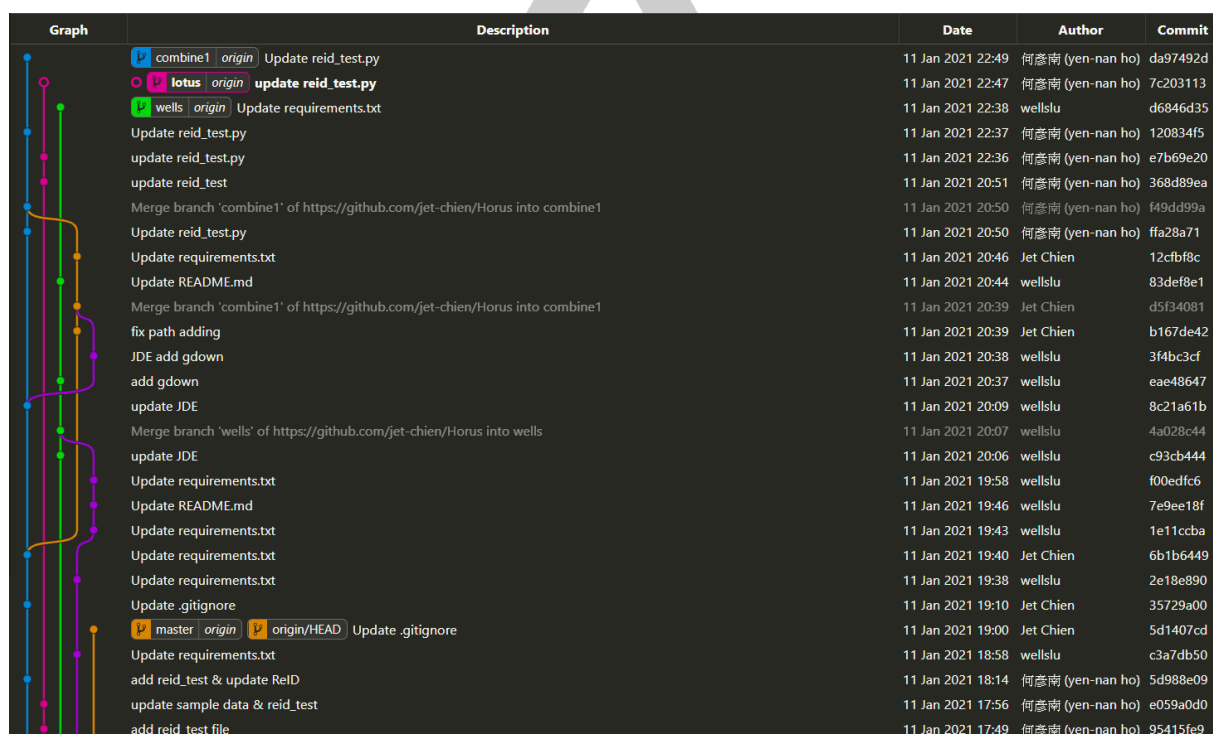 Graph Description Date Author Commit
combine1 origin Update reid_test.py 11 Jan 2021 22:49 何彥南 (yen-nan ho) da97492d
lotus origin update reid_test.py 11 Jan 2021 22:47 何彥南 (yen-nan ho) 7c203113
wells origin Update requirements.txt 11 Jan 2021 22:38 wellslu d6846d35
Update reid_test.py 11 Jan 2021 22:37 何彥南 (yen-nan ho) 120834f5
update reid_test.py 11 Jan 2021 22:36 何彥南 (yen-nan ho) e7b69e20
update reid_test 11 Jan 2021 20:51 何彥南 (yen-nan ho) 368d89ea
Merge branch 'combine1' of https://github.com/jet-chien/Horus into combine1 11 Jan 2021 20:50 何彥南 (yen-nan ho) f49dd99a
Update reid_test.py 11 Jan 2021 20:50 何彥南 (yen-nan ho) ffa28a71
Update requirements.txt 11 Jan 2021 20:46 Jet Chien 12cfbf8c
Update README.md 11 Jan 2021 20:44 wellslu 83def8e1
Merge branch 'combine1' of https://github.com/jet-chien/Horus into combine1 11 Jan 2021 20:39 Jet Chien d5f34081
fix path adding 11 Jan 2021 20:39 Jet Chien b167de42
JDE add gdown 11 Jan 2021 20:38 wellslu 3f4bc3cf
add gdown 11 Jan 2021 20:37 wellslu eae48647
update JDE 11 Jan 2021 20:09 wellslu 8c21a61b
Merge branch 'wells' of https://github.com/jet-chien/Horus into wells 11 Jan 2021 20:07 wellslu 4a028c44
update JDE 11 Jan 2021 20:06 wellslu c93cb444
Update requirements.txt 11 Jan 2021 19:58 wellslu f00edfc6
Update README.md 11 Jan 2021 19:46 wellslu 7e9ee18f
Update requirements.txt 11 Jan 2021 19:43 wellslu 1e11ccba
Update requirements.txt 11 Jan 2021 19:40 Jet Chien 6b1b6449
Update requirements.txt 11 Jan 2021 19:38 wellslu 2e18e890
Update .gitignore 11 Jan 2021 19:10 Jet Chien 35729a00
master origin origin/HEAD Update .gitignore 11 Jan 2021 19:00 Jet Chien 5d1407cd
Update requirements.txt 11 Jan 2021 18:58 wellslu c3a7db50
add reid_test & update ReID 11 Jan 2021 18:14 何彥南 (yen-nan ho) 5d988e09
update sample data & reid_test 11 Jan 2021 17:56 何彥南 (yen-nan ho) e059a0d0
add reid_test file 11 Jan 2021 17:49 何彥南 (yen-nan ho) 95415fe9